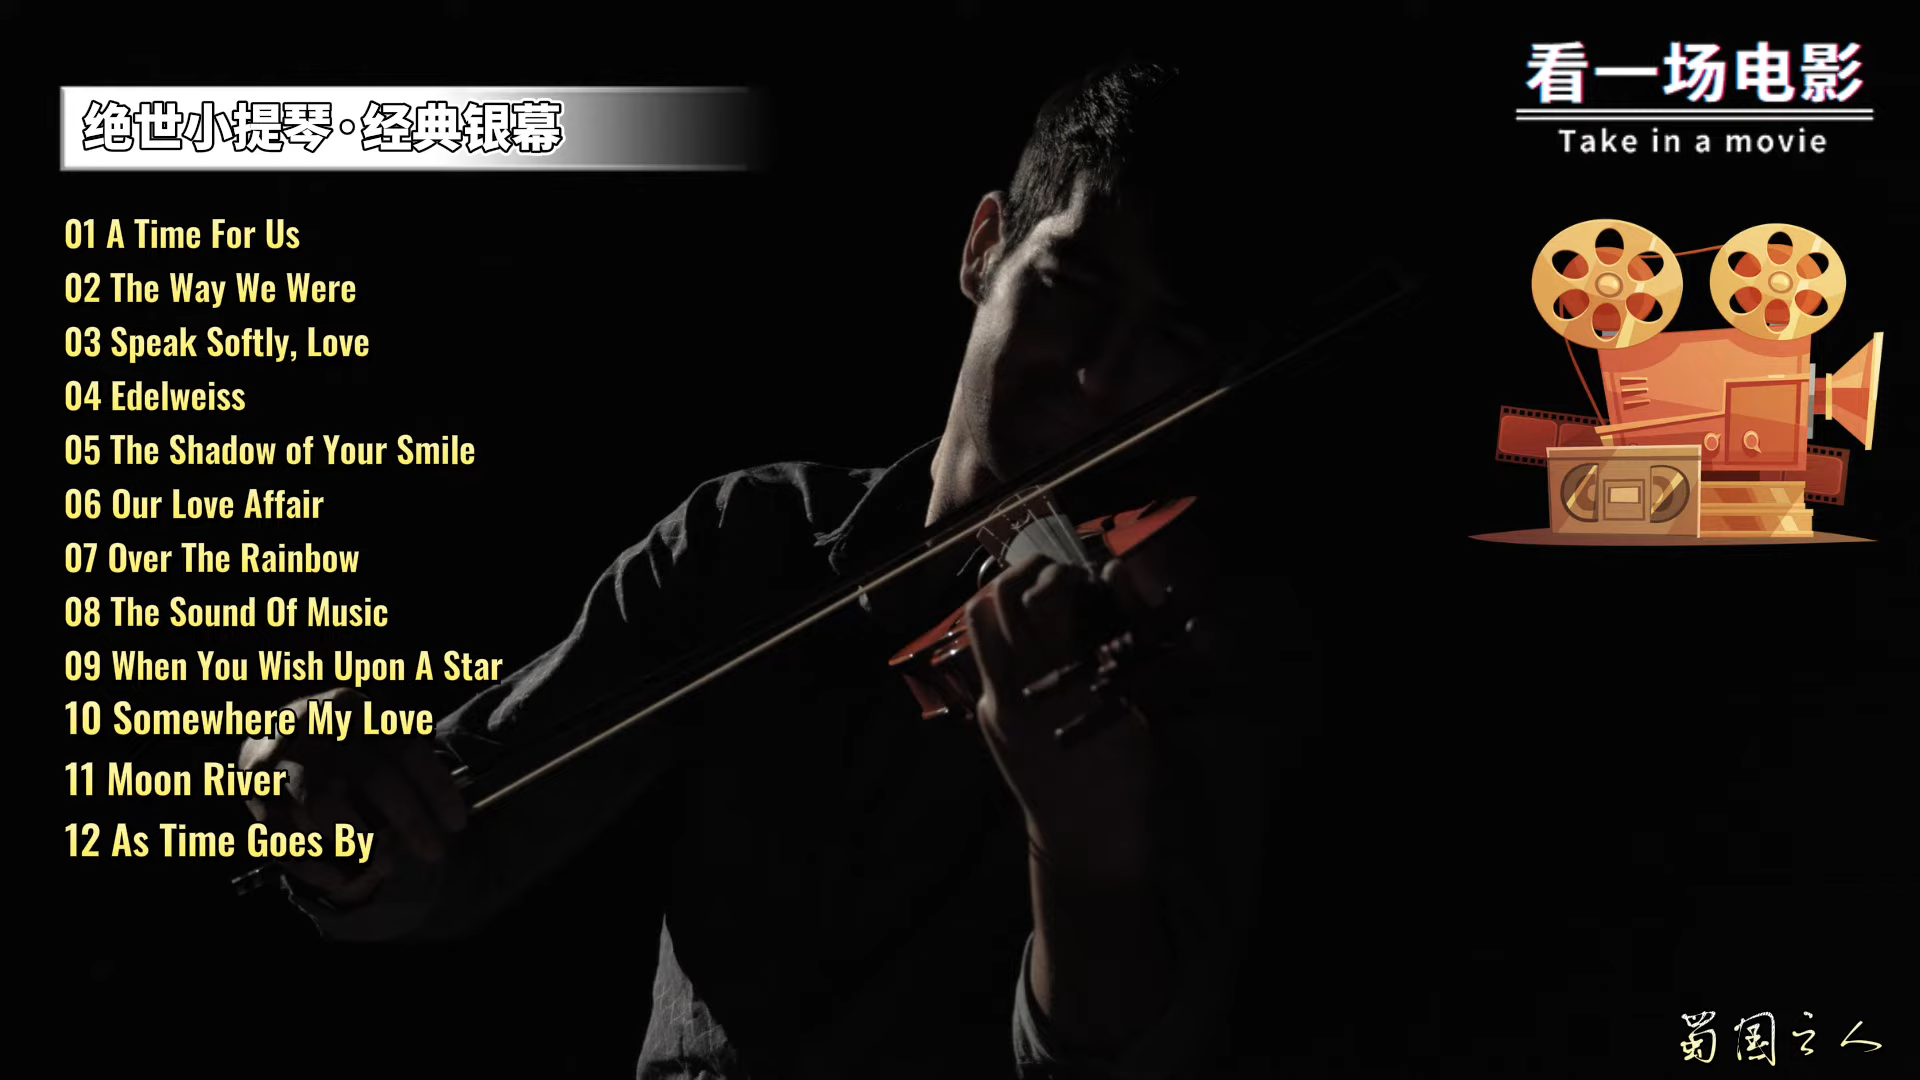 绝世小提琴·经典银幕
01 A Time For Us
02 The Way We Were
03 Speak Softly, Love
04 Edelweiss
05 The Shadow of Your Smile
06 Our Love Affair
07 Over The Rainbow
08 The Sound Of Music
09 When You Wish Upon A Star
10 Somewhere My Love
11 Moon River
12 As Time Goes By
看一场电影
Take in a movie
蜀国之人